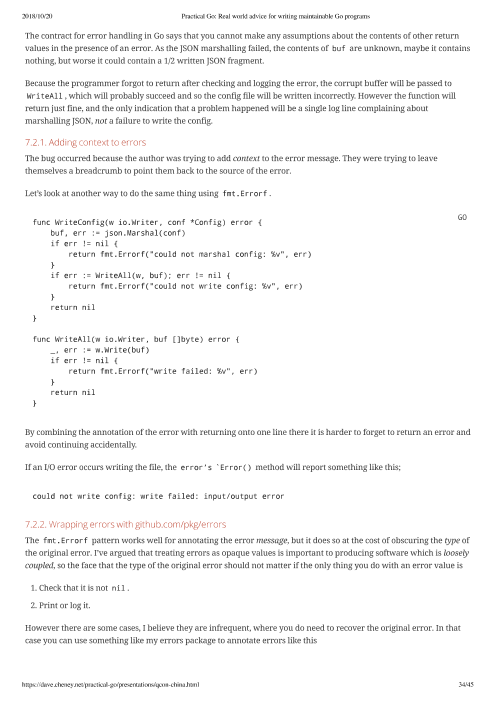 2018/10/20 Practical Go: Real world advice for writing maintainable Go programs
The contract for error handling in Go says that you cannot make any assumptions about the contents of other return
values in the presence of an error. As the JSON marshalling failed, the contents of buf are unknown, maybe it contains
nothing, but worse it could contain a 1/2 written JSON fragment.
Because the programmer forgot to return after checking and logging the error, the corrupt buffer will be passed to
WriteAll , which will probably succeed and so the config file will be written incorrectly. However the function will
return just fine, and the only indication that a problem happened will be a single log line complaining about
marshalling JSON, not a failure to write the config.
7.2.1. Adding context to errors
The bug occurred because the author was trying to add context to the error message. They were trying to leave
themselves a breadcrumb to point them back to the source of the error.
Let's look at another way to do the same thing using fmt.Errorf .
GO
func WriteConfig(w io.Writer, conf *Config) error {
    buf, err := json.Marshal(conf)
    if err != nil {
        return fmt.Errorf("could not marshal config: %v", err)
    }
    if err := WriteAll(w, buf); err != nil {
        return fmt.Errorf("could not write config: %v", err)
    }
    return nil
}
func WriteAll(w io.Writer, buf []byte) error {
    _, err := w.Write(buf)
    if err != nil {
        return fmt.Errorf("write failed: %v", err)
    }
    return nil
}
By combining the annotation of the error with returning onto one line there it is harder to forget to return an error and
avoid continuing accidentally.
If an I/O error occurs writing the file, the error's `Error() method will report something like this;
could not write config: write failed: input/output error
7.2.2. Wrapping errors with github.com/pkg/errors
The fmt.Errorf pattern works well for annotating the error message, but it does so at the cost of obscuring the type of
the original error. I've argued that treating errors as opaque values is important to producing software which is loosely
coupled, so the face that the type of the original error should not matter if the only thing you do with an error value is
1. Check that it is not nil .
2. Print or log it.
However there are some cases, I believe they are infrequent, where you do need to recover the original error. In that
case you can use something like my errors package to annotate errors like this
https://dave.cheney.net/practical-go/presentations/qcon-china.html 34/45